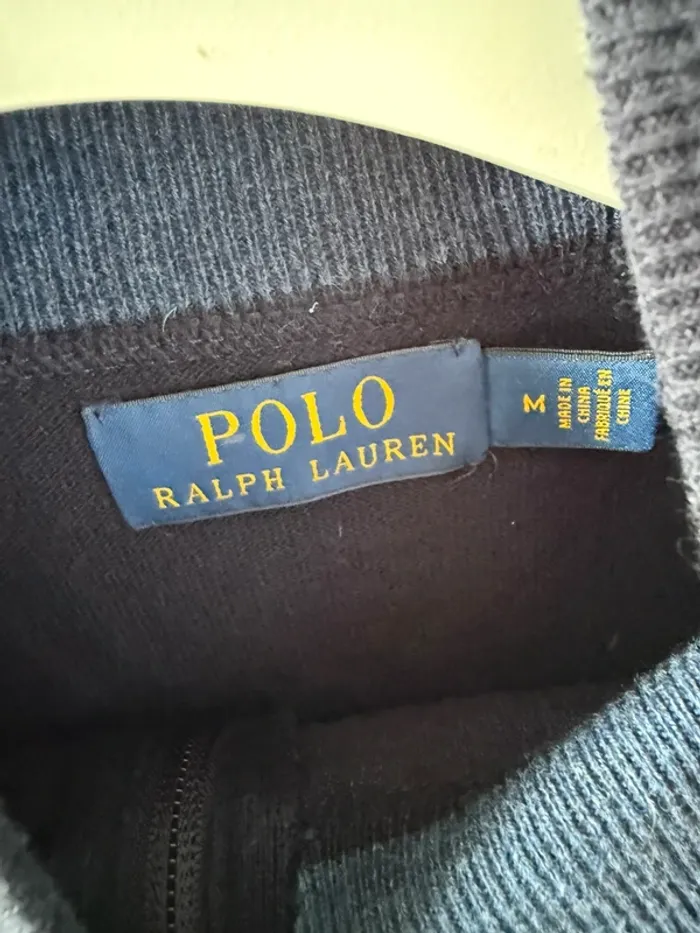 POLO
RALPH LAUREN
M
MADE IN
CHINA
FABRIQUÉ EN
CHINE